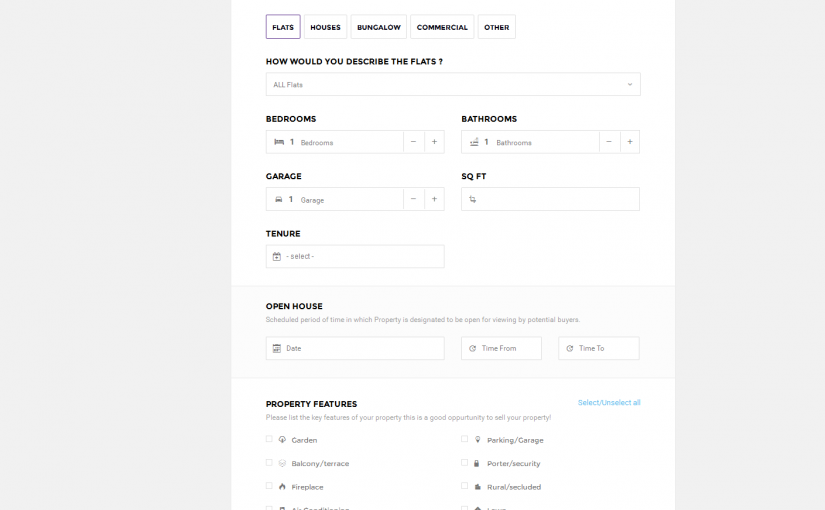 FLATS HOUSES BUNGALOW COMMERCIAL OTHER
HOW WOULD YOU DESCRIBE THE FLATS ?
ALL Flats
BEDROOMS BATHROOMS
1 Bedrooms − + 1 Bathrooms − +
GARAGE SQ FT
1 Garage − +
TENURE
- select -
OPEN HOUSE
Scheduled period of time in which Property is designated to be open for viewing by potential buyers.
Date Time From Time To
PROPERTY FEATURES Select/Unselect all
Please list the key features of your property this is a good oppurtunity to sell your property!
Garden Parking/Garage
Balcony/terrace Porter/security
Fireplace Rural/secluded
Air Conditioning